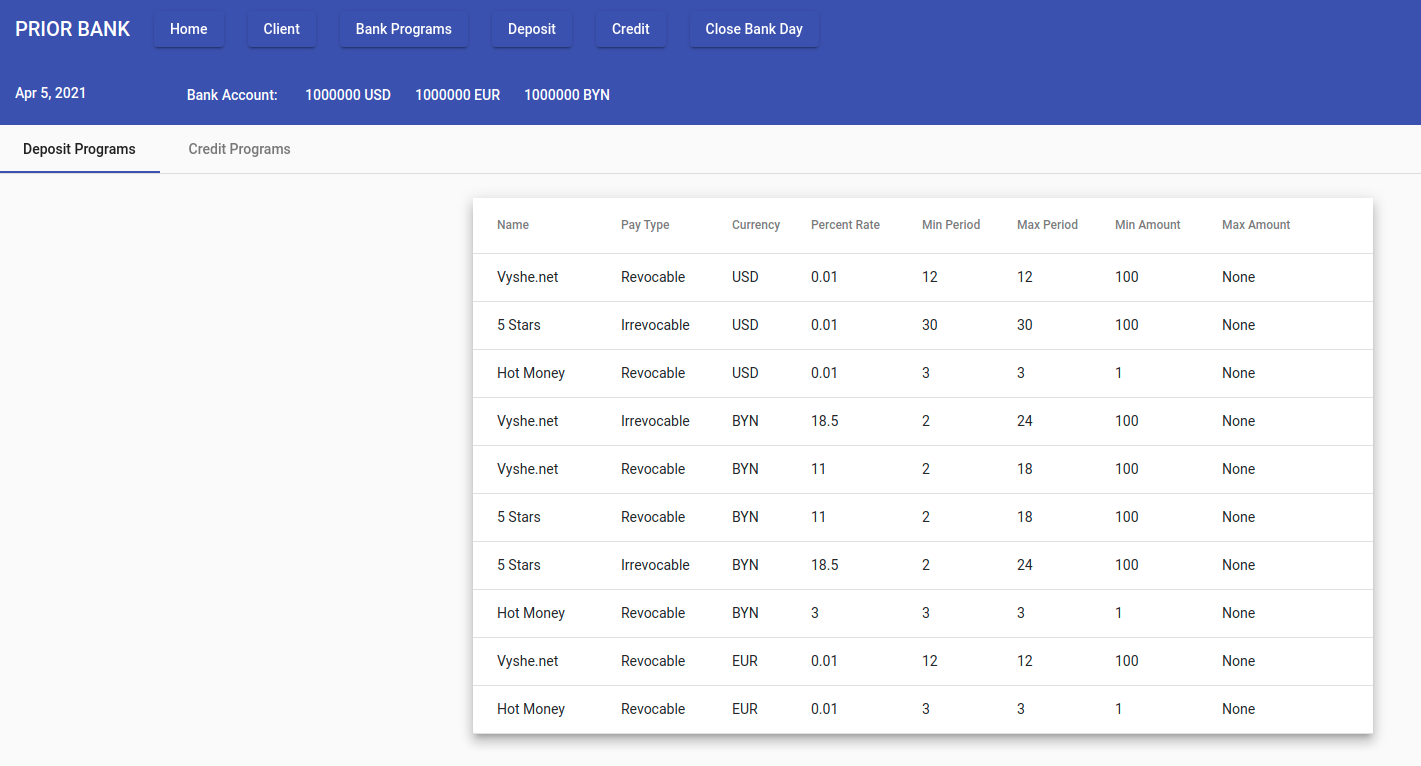 PRIOR BANK Home Client Bank Programs Deposit Credit Close Bank Day
Apr 5, 2021 Bank Account: 1000000 USD 1000000 EUR 1000000 BYN
Deposit Programs Credit Programs
Name Pay Type Currency Percent Rate Min Period Max Period Min Amount Max Amount
Vyshe.net Revocable USD 0.01 12 12 100 None
5 Stars Irrevocable USD 0.01 30 30 100 None
Hot Money Revocable USD 0.01 3 3 1 None
Vyshe.net Irrevocable BYN 18.5 2 24 100 None
Vyshe.net Revocable BYN 11 2 18 100 None
5 Stars Revocable BYN 11 2 18 100 None
5 Stars Irrevocable BYN 18.5 2 24 100 None
Hot Money Revocable BYN 3 3 3 1 None
Vyshe.net Revocable EUR 0.01 12 12 100 None
Hot Money Revocable EUR 0.01 3 3 1 None